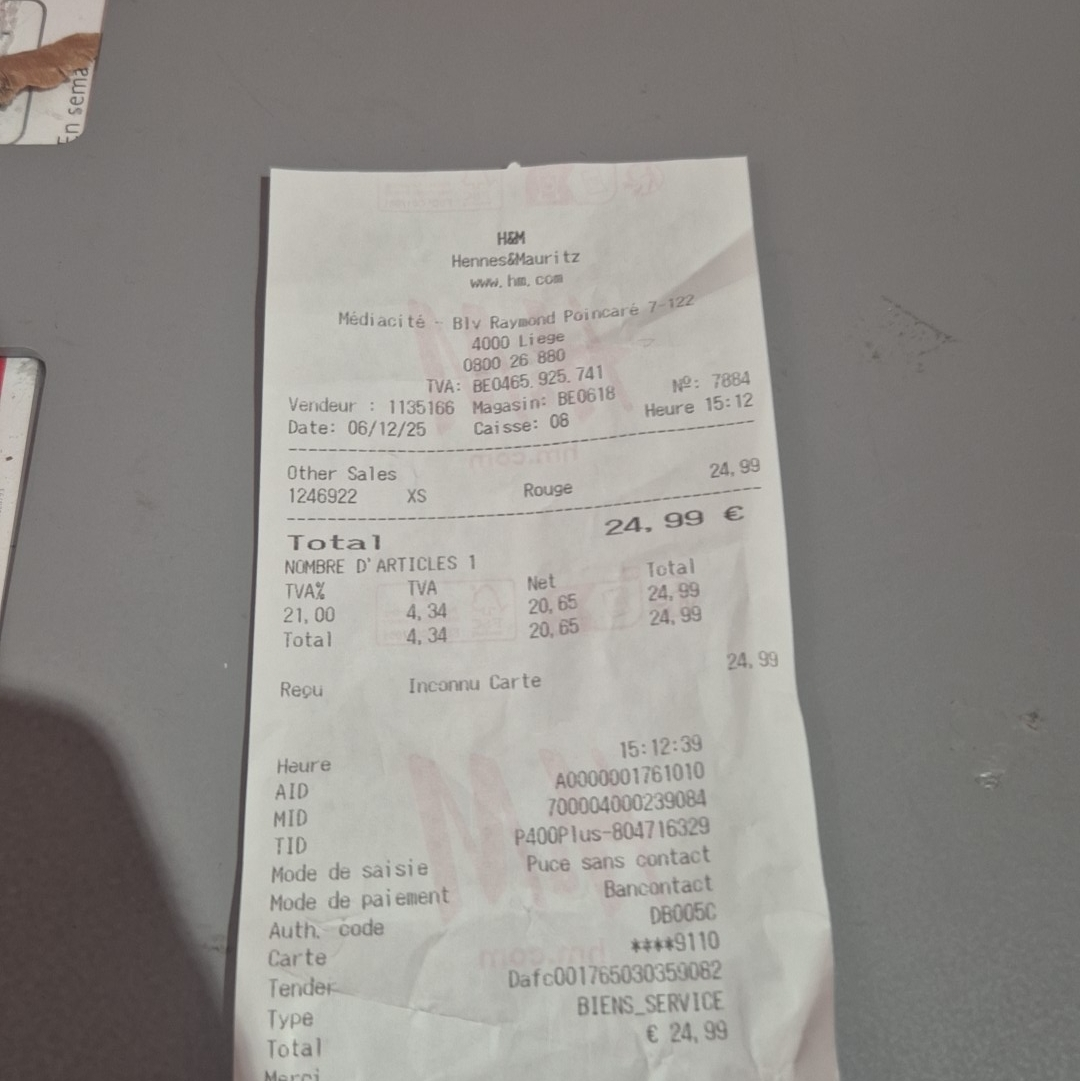 En sema
H&M
Hennes&Mauritz
www.hm.com
Médiacité - Blv Raymond Poincaré 7-122
4000 Liege
0800 26 880
TVA: BE0465.925.741
Vendeur : 1135166 Magasin: BE0618 Nº: 7884
Date: 06/12/25 Caisse: 08 Heure 15:12
Other Sales 24,99
1246922 XS Rouge
Total 24,99 €
NOMBRE D'ARTICLES 1
TVA% TVA Net Total
21,00 4,34 20,65 24,99
Total 4,34 20,65 24,99
Reçu Inconnu Carte 24,99
Heure 15:12:39
AID A0000001761010
MID 700004000239084
TID P400Plus-804716329
Mode de saisie Puce sans contact
Mode de paiement Bancontact
Auth. code DB005C
Carte ****9110
Tender Dafc001765030359082
Type BIENS_SERVICE
Total € 24,99
Merci